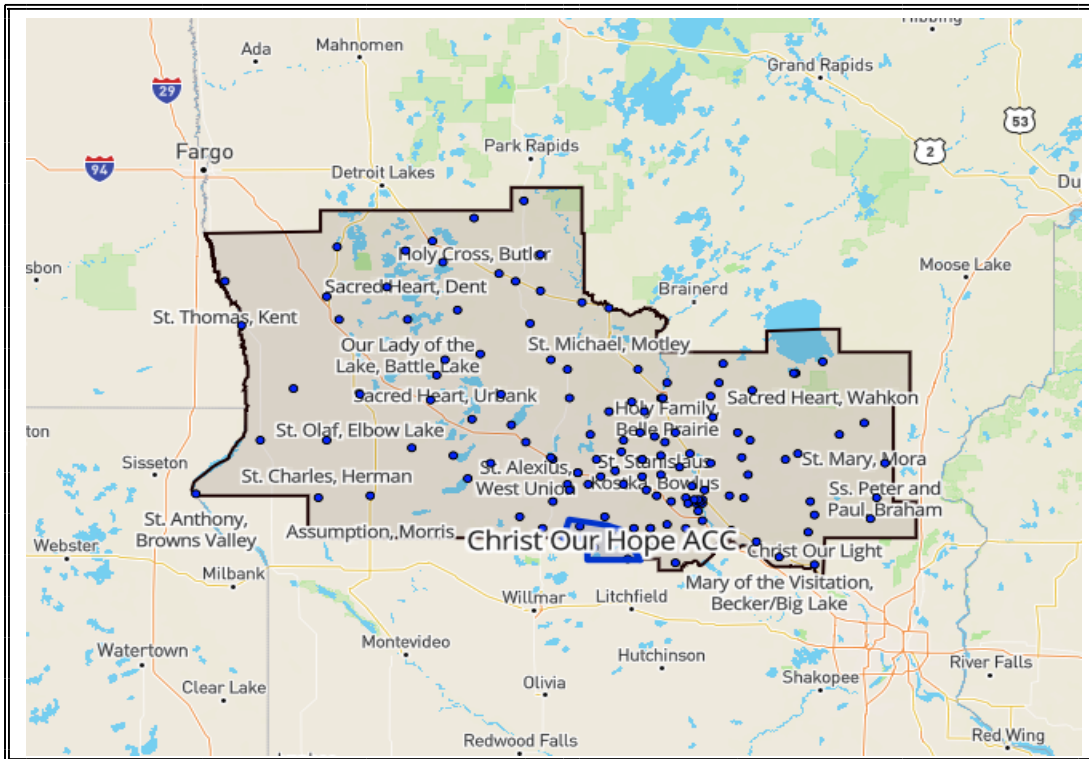 Hibbing
Ada
Mahnomen
Grand Rapids
29
53
2
Park Rapids
Fargo
94
Detroit Lakes
Du
Holy Cross, Butler
sbon
Moose Lake
Sacred Heart, Dent
Brainerd
St. Thomas, Kent
Our Lady of the
Lake, Battle Lake
St. Michael, Motley
Sacred Heart, Urbank
Sacred Heart, Wahkon
Holy Family,
Belle Prairie
ton
St. Olaf, Elbow Lake
Sisseton
St. Charles, Herman
St. Alexius,
West Union
St. Stanislaus
Kostka, Bowlus
St. Mary, Mora
Ss. Peter and
Paul, Braham
St. Anthony,
Browns Valley
Assumption, Morris
Christ Our Hope ACC
Christ Our Light
Webster
Milbank
Mary of the Visitation,
Becker/Big Lake
Willmar
Litchfield
Montevideo
Watertown
Hutchinson
River Falls
Clear Lake
Olivia
Shakopee
Redwood Falls
Red Wing